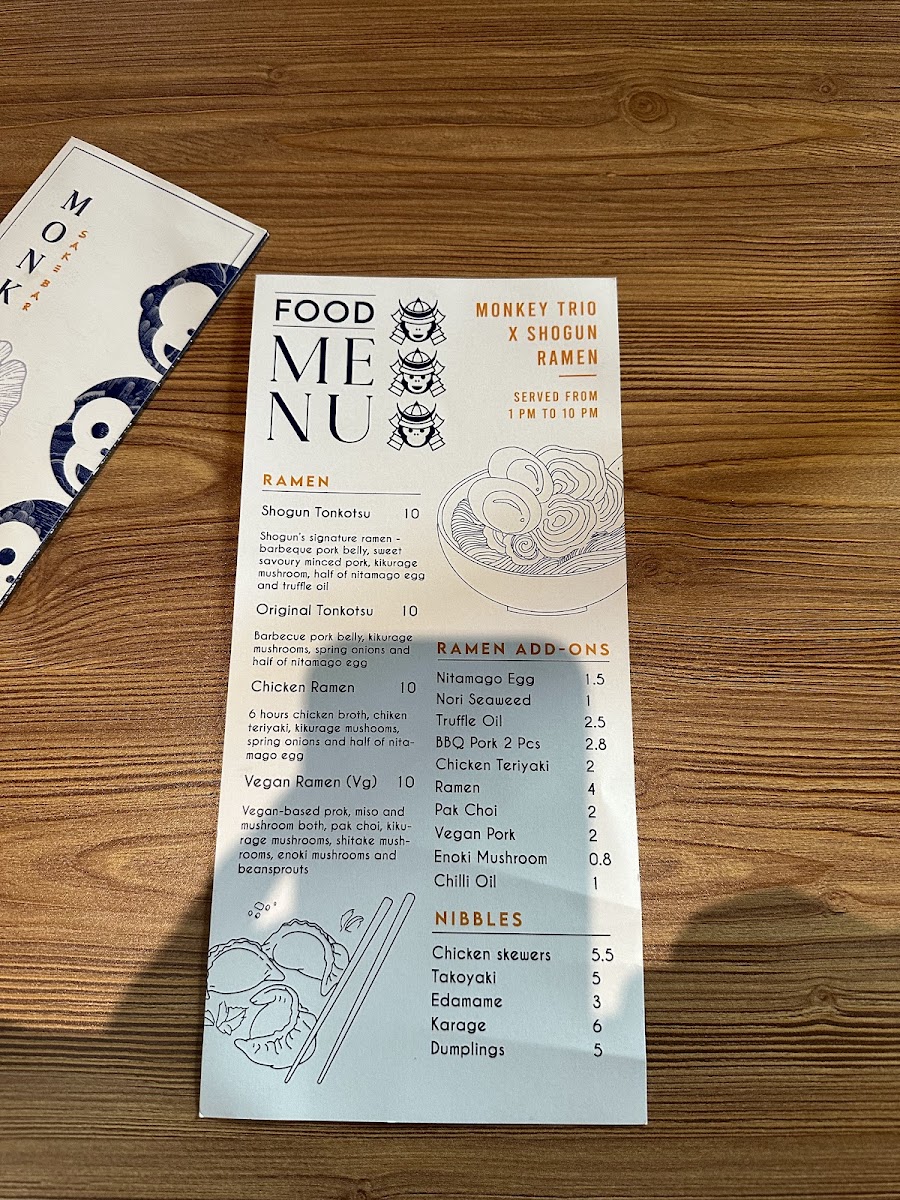 MONK
SAKE BAR
FOOD
ME
NU
MONKEY TRIO
X SHOGUN
RAMEN
SERVED FROM
1 PM TO 10 PM
RAMEN
Shogun Tonkotsu 10
Shogun's signature ramen -
barbeque pork belly, sweet
savoury minced pork, kikurage
mushroom, half of nitamago egg
and truffle oil
Original Tonkotsu 10
Barbecue pork belly, kikurage
mushrooms, spring onions and
half of nitamago egg
Chicken Ramen 10
6 hours chicken broth, chiken
teriyaki, kikurage mushooms,
spring onions and half of nita-
mago egg
Vegan Ramen (Vg) 10
Vegan-based prok, miso and
mushroom both, pak choi, kiku-
rage mushrooms, shitake mush-
rooms, enoki mushrooms and
beansprouts
RAMEN ADD-ONS
Nitamago Egg 1.5
Nori Seaweed 1
Truffle Oil 2.5
BBQ Pork 2 Pcs 2.8
Chicken Teriyaki 2
Ramen 4
Pak Choi 2
Vegan Pork 2
Enoki Mushroom 0.8
Chilli Oil 1
NIBBLES
Chicken skewers 5.5
Takoyaki 5
Edamame 3
Karage 6
Dumplings 5